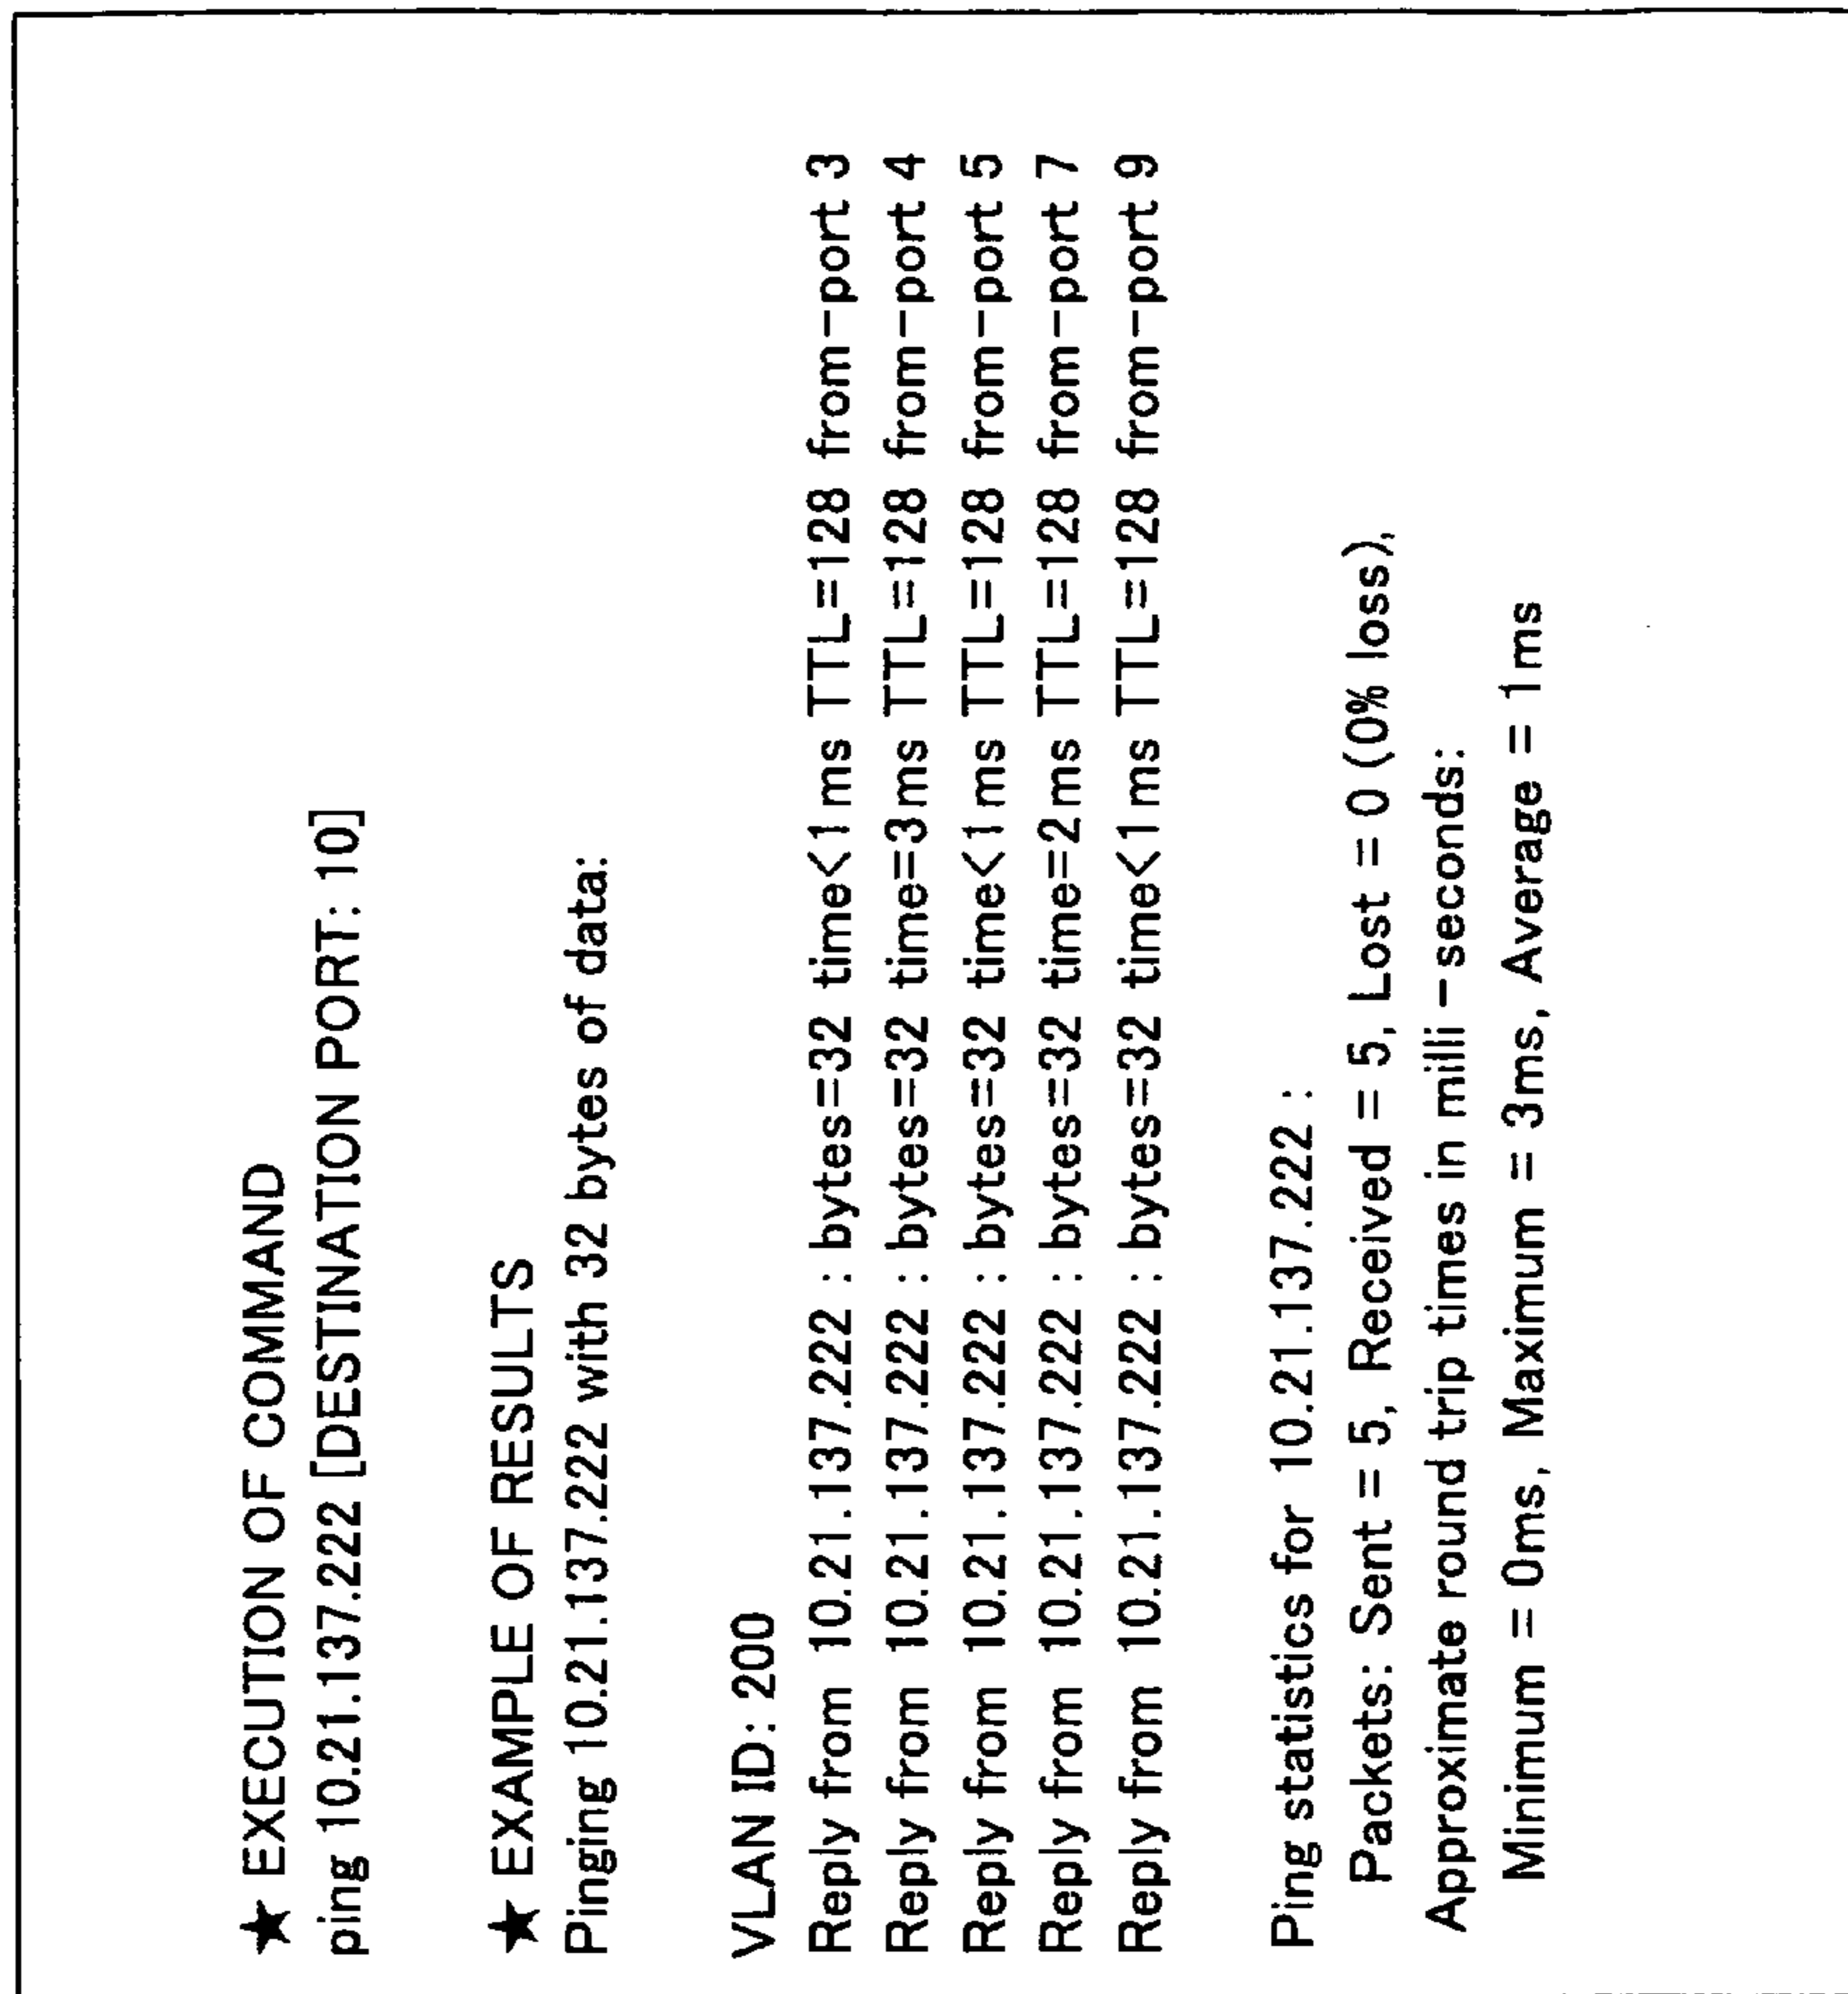 ★ EXECUTION OF COMMAND
ping 10.21.137.222 [DESTINATION PORT: 10]
★ EXAMPLE OF RESULTS
Pinging 10.21.137.222 with 32 bytes of data:
VLAN ID: 200
Reply from 10.21.137.222 : bytes=32 time<1ms TTL=128 from-port 3
Reply from 10.21.137.222 : bytes=32 time=3ms TTL=128 from-port 4
Reply from 10.21.137.222 : bytes=32 time<1ms TTL=128 from-port 5
Reply from 10.21.137.222 : bytes=32 time=2ms TTL=128 from-port 7
Reply from 10.21.137.222 : bytes=32 time<1ms TTL=128 from-port 9
Ping statistics for 10.21.137.222 :
Packets: Sent = 5, Received = 5, Lost = 0 (0% loss),
Approximate round trip times in milli-seconds:
Minimum = 0ms, Maximum = 3ms, Average = 1ms